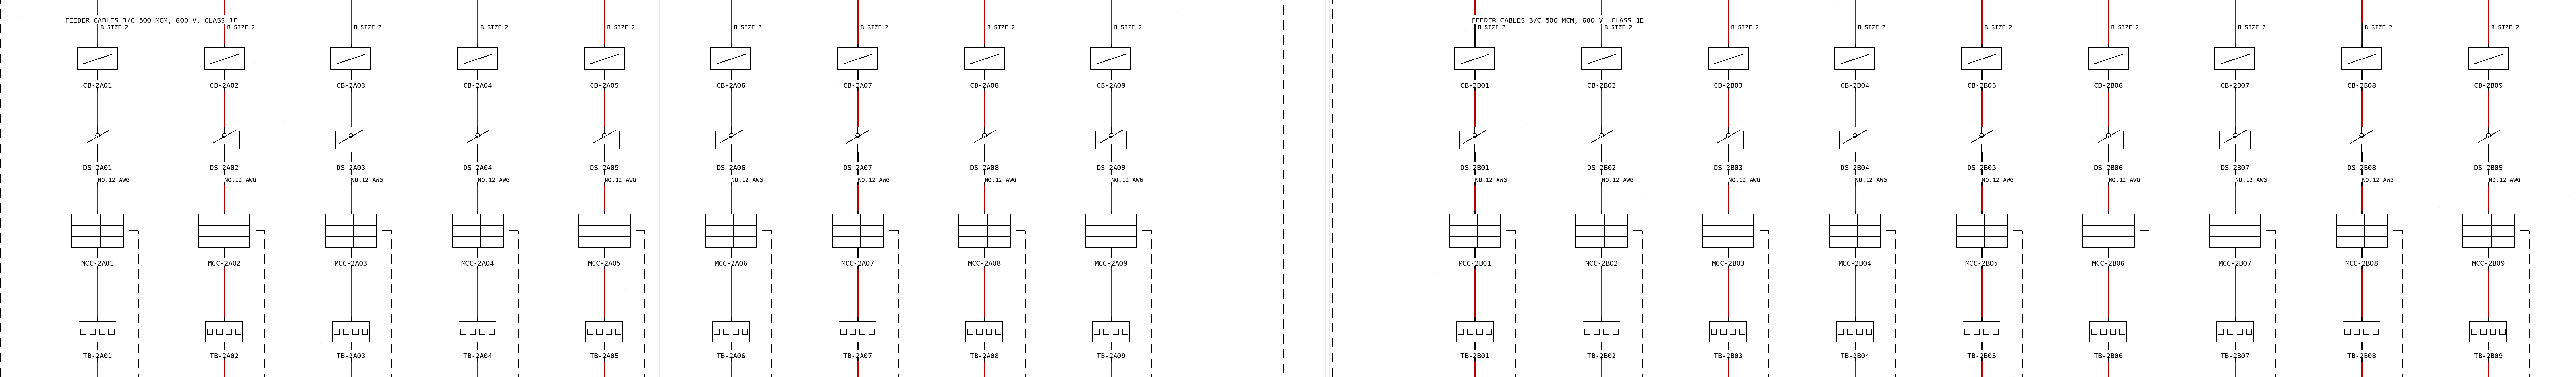 FEEDER CABLES 3/C 500 MCM, 600 V, CLASS 1E FEEDER CABLES 3/C 500 MCM, 600 V, CLASS 1E
B SIZE 2 B SIZE 2 B SIZE 2 B SIZE 2 B SIZE 2 B SIZE 2 B SIZE 2 B SIZE 2 B SIZE 2 B SIZE 2 B SIZE 2 B SIZE 2 B SIZE 2 B SIZE 2 B SIZE 2 B SIZE 2 B SIZE 2 B SIZE 2
CB-2A01 CB-2A02 CB-2A03 CB-2A04 CB-2A05 CB-2A06 CB-2A07 CB-2A08 CB-2A09 CB-2B01 CB-2B02 CB-2B03 CB-2B04 CB-2B05 CB-2B06 CB-2B07 CB-2B08 CB-2B09
DS-2A01 DS-2A02 DS-2A03 DS-2A04 DS-2A05 DS-2A06 DS-2A07 DS-2A08 DS-2A09 DS-2B01 DS-2B02 DS-2B03 DS-2B04 DS-2B05 DS-2B06 DS-2B07 DS-2B08 DS-2B09
NO.12 AWG NO.12 AWG NO.12 AWG NO.12 AWG NO.12 AWG NO.12 AWG NO.12 AWG NO.12 AWG NO.12 AWG NO.12 AWG NO.12 AWG NO.12 AWG NO.12 AWG NO.12 AWG NO.12 AWG NO.12 AWG NO.12 AWG NO.12 AWG
MCC-2A01 MCC-2A02 MCC-2A03 MCC-2A04 MCC-2A05 MCC-2A06 MCC-2A07 MCC-2A08 MCC-2A09 MCC-2B01 MCC-2B02 MCC-2B03 MCC-2B04 MCC-2B05 MCC-2B06 MCC-2B07 MCC-2B08 MCC-2B09
TB-2A01 TB-2A02 TB-2A03 TB-2A04 TB-2A05 TB-2A06 TB-2A07 TB-2A08 TB-2A09 TB-2B01 TB-2B02 TB-2B03 TB-2B04 TB-2B05 TB-2B06 TB-2B07 TB-2B08 TB-2B09